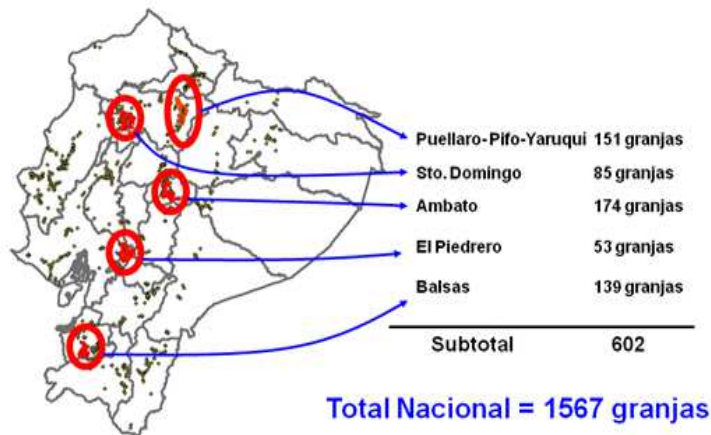 Puellaro-Pifo-Yaruqui 151 granjas
Sto. Domingo 85 granjas
Ambato 174 granjas
El Piedrero 53 granjas
Balsas 139 granjas
Subtotal 602
Total Nacional = 1567 granjas